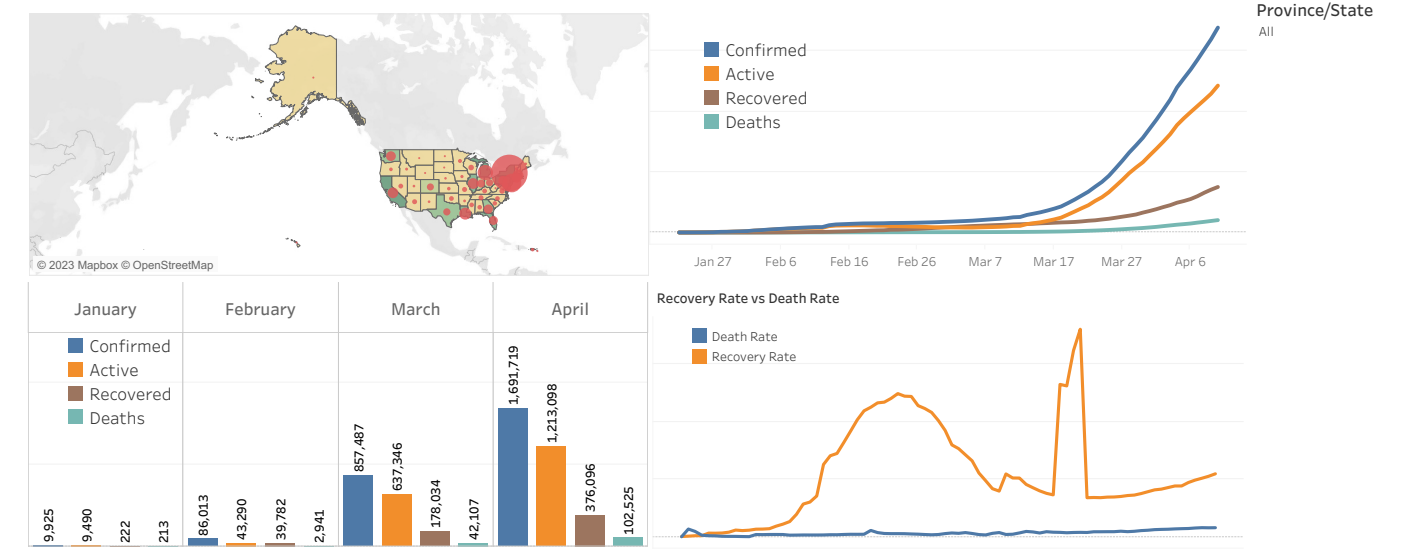 Province/State
All
Confirmed
Active
Recovered
Deaths
© 2023 Mapbox © OpenStreetMap
Jan 27 Feb 6 Feb 16 Feb 26 Mar 7 Mar 17 Mar 27 Apr 6
January February March April
Confirmed
Active
Recovered
Deaths
9,925 9,490 222 213 86,013 43,290 39,782 2,941 857,487 637,346 178,034 42,107 1,691,719 1,213,098 376,096 102,525
Recovery Rate vs Death Rate
Death Rate
Recovery Rate